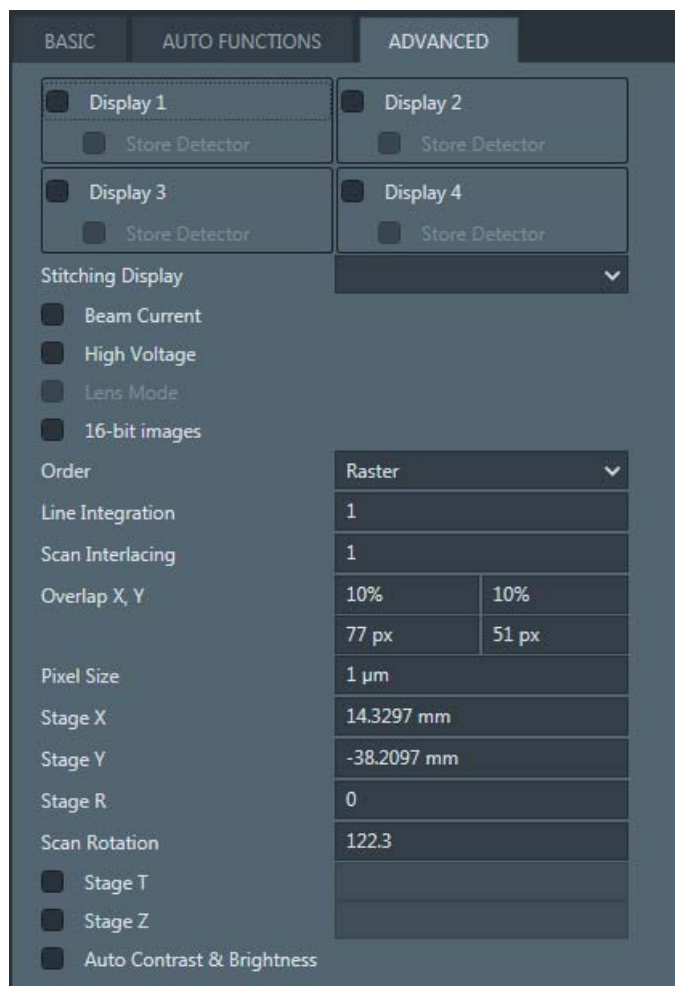 BASIC AUTO FUNCTIONS ADVANCED
Display 1 Display 2
Store Detector Store Detector
Display 3 Display 4
Store Detector Store Detector
Stitching Display
Beam Current
High Voltage
Lens Mode
16-bit images
Order Raster
Line Integration 1
Scan Interlacing 1
Overlap X, Y 10% 10%
77 px 51 px
Pixel Size 1 µm
Stage X 14.3297 mm
Stage Y -38.2097 mm
Stage R 0
Scan Rotation 122.3
Stage T
Stage Z
Auto Contrast & Brightness